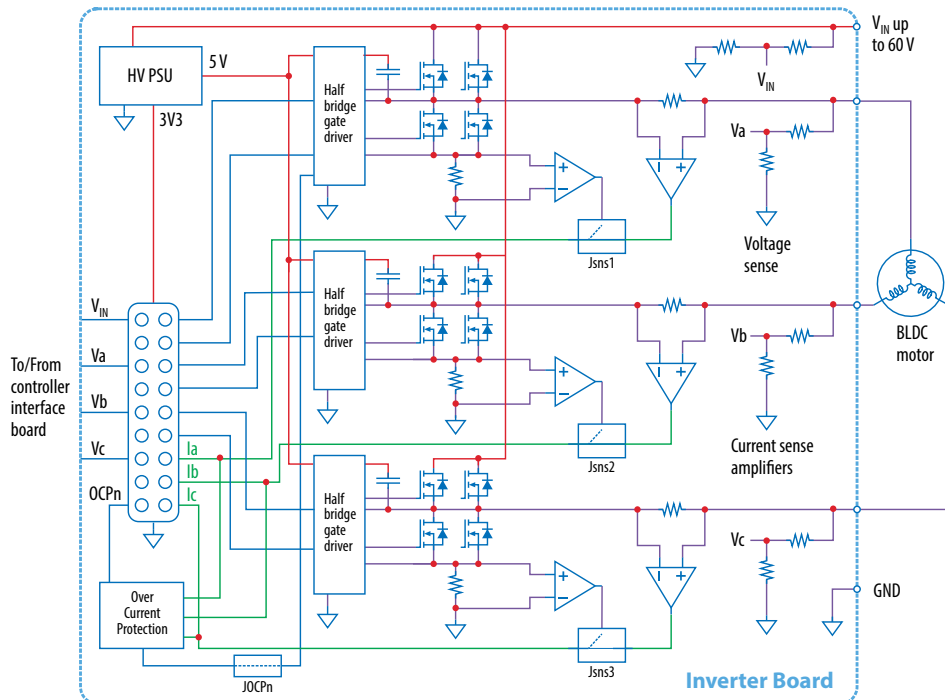 V_IN up
to 60 V
HV PSU
5 V
3V3
Half
bridge
gate
driver
V_IN
Va
Voltage
sense
Jsns1
BLDC
motor
Half
bridge
gate
driver
Vb
Jsns2
Current sense
amplifiers
To/From
controller
interface
board
V_IN
Va
Vb
Vc
OCPn
Ia
Ib
Ic
Half
bridge
gate
driver
Vc
Jsns3
GND
Over
Current
Protection
JOCPn
Inverter Board
+
−
+
−
+
−
I
+
I
+
I
+